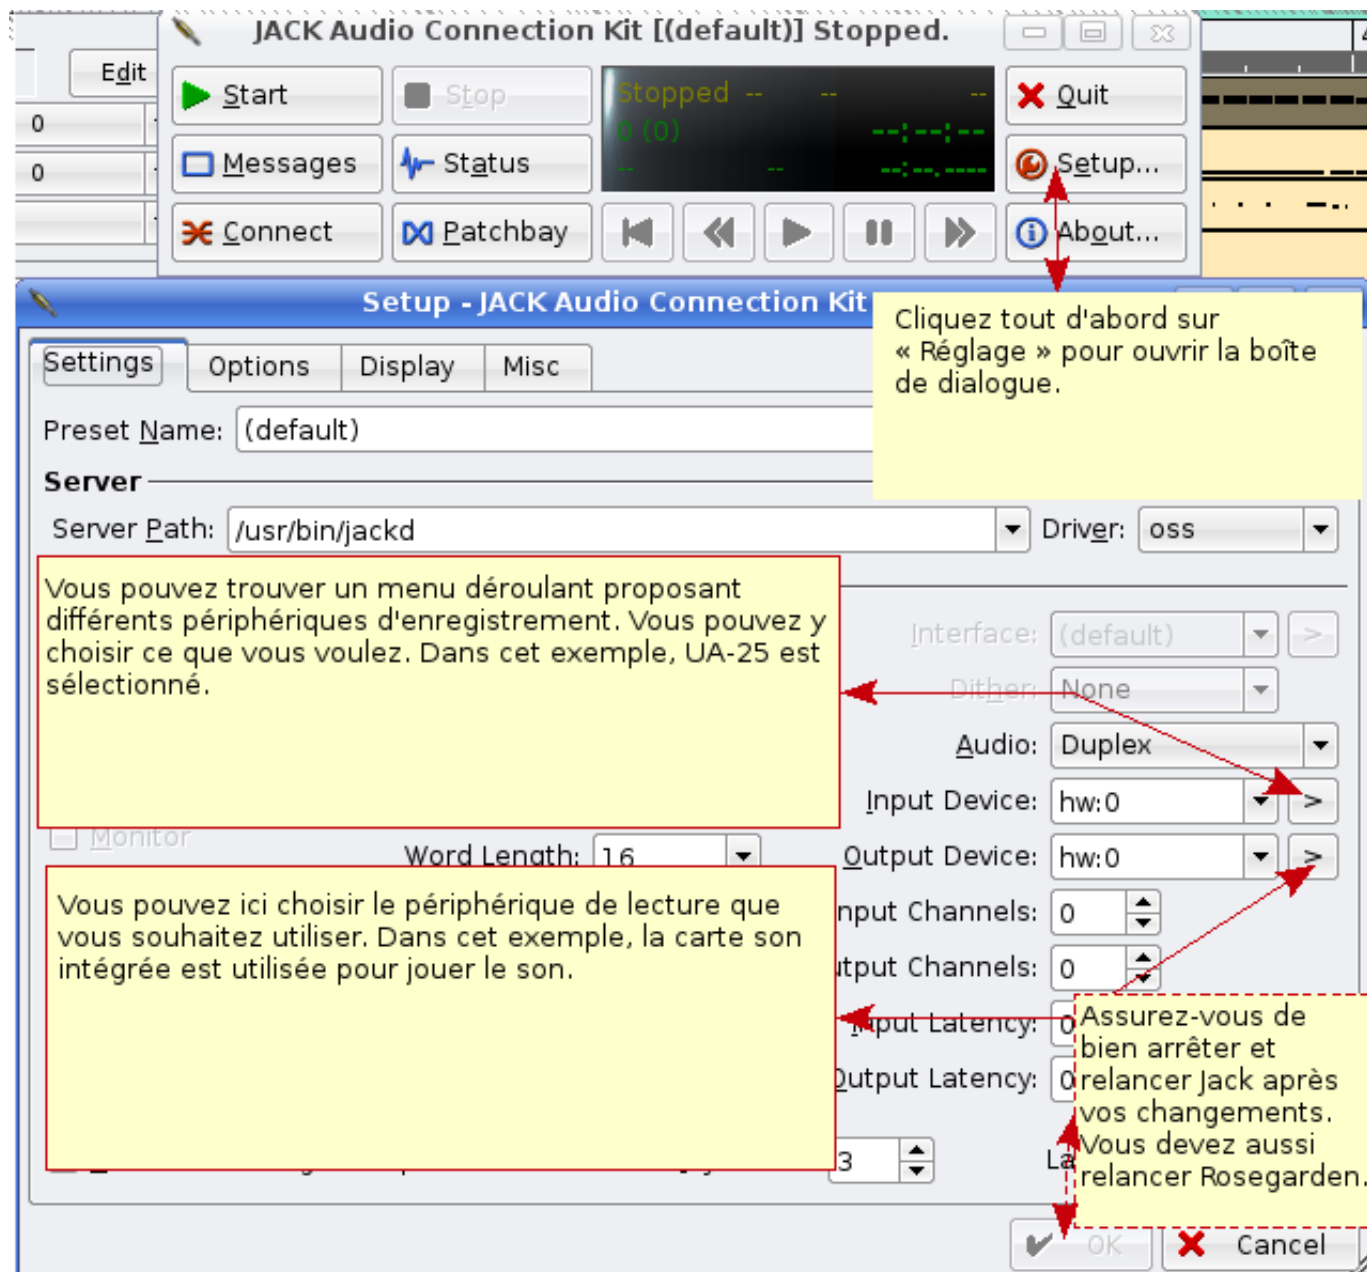 JACK Audio Connection Kit [(default)] Stopped.
Edit
Start
Stop
Stopped -- -- --
Quit
0
0 (0) --:--:--
Messages
Status
-- -- --:--.----
Setup...
0
Connect
Patchbay
About...
Setup - JACK Audio Connection Kit
Cliquez tout d'abord sur
« Réglage » pour ouvrir la boîte
de dialogue.
Settings
Options
Display
Misc
Preset Name: (default)
Server
Server Path: /usr/bin/jackd
Driver: oss
Vous pouvez trouver un menu déroulant proposant
différents périphériques d'enregistrement. Vous pouvez y
choisir ce que vous voulez. Dans cet exemple, UA-25 est
sélectionné.
Interface: (default) >
Dither: None
Audio: Duplex
Input Device: hw:0 >
Monitor
Word Length: 16
Output Device: hw:0 >
Vous pouvez ici choisir le périphérique de lecture que
vous souhaitez utiliser. Dans cet exemple, la carte son
intégrée est utilisée pour jouer le son.
nput Channels: 0
tput Channels: 0
Input Latency: 0
Output Latency: 0
Assurez-vous de
bien arrêter et
relancer Jack après
vos changements.
Vous devez aussi
relancer Rosegarden.
3
La
OK
Cancel